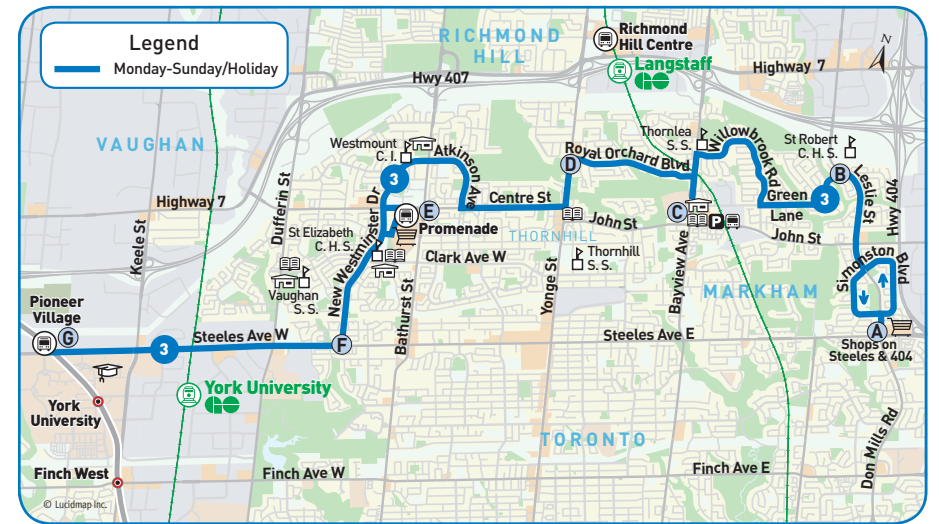 Legend
Monday-Sunday/Holiday
RICHMOND
HILL
Richmond
Hill Centre
Langstaff
GO
Hwy 407
Highway 7
N
VAUGHAN
Westmount
C. I.
Atkinson
Ave
Royal Orchard Blvd
Thornlea
S. S.
Willowbrook Rd
St Robert
C. H. S.
D
B
3
Highway 7
Dufferin St
Keele St
New Westminster Dr
E
Promenade
Centre St
John St
THORNHILL
C
P
Green
Lane
3
John St
Leslie St
Hwy 404
St Elizabeth
C. H. S.
Clark Ave W
Thornhill
S. S.
Vaughan
S. S.
Bathurst St
Yonge St
Bayview Ave
MARKHAM
Simonston
Blvd
Pioneer
Village
G
3
Steeles Ave W
F
Steeles Ave E
A
Shops on
Steeles & 404
York
University
York University
GO
TORONTO
Don Mills Rd
Finch West
Finch Ave W
Finch Ave E
© Lucidmap Inc.